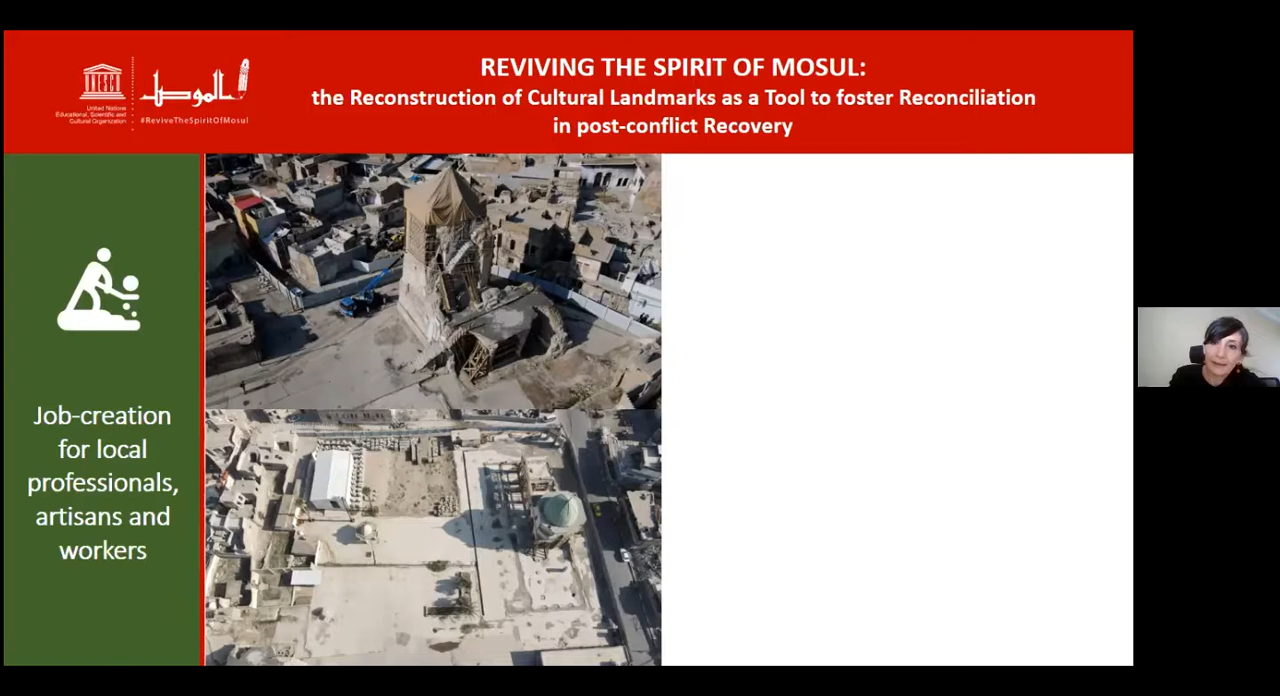 REVIVING THE SPIRIT OF MOSUL:
the Reconstruction of Cultural Landmarks as a Tool to foster Reconciliation
in post-conflict Recovery
UNESCO
United Nations
Educational, Scientific and
Cultural Organization
الموصل
#ReviveTheSpiritOfMosul
Job-creation
for local
professionals,
artisans and
workers